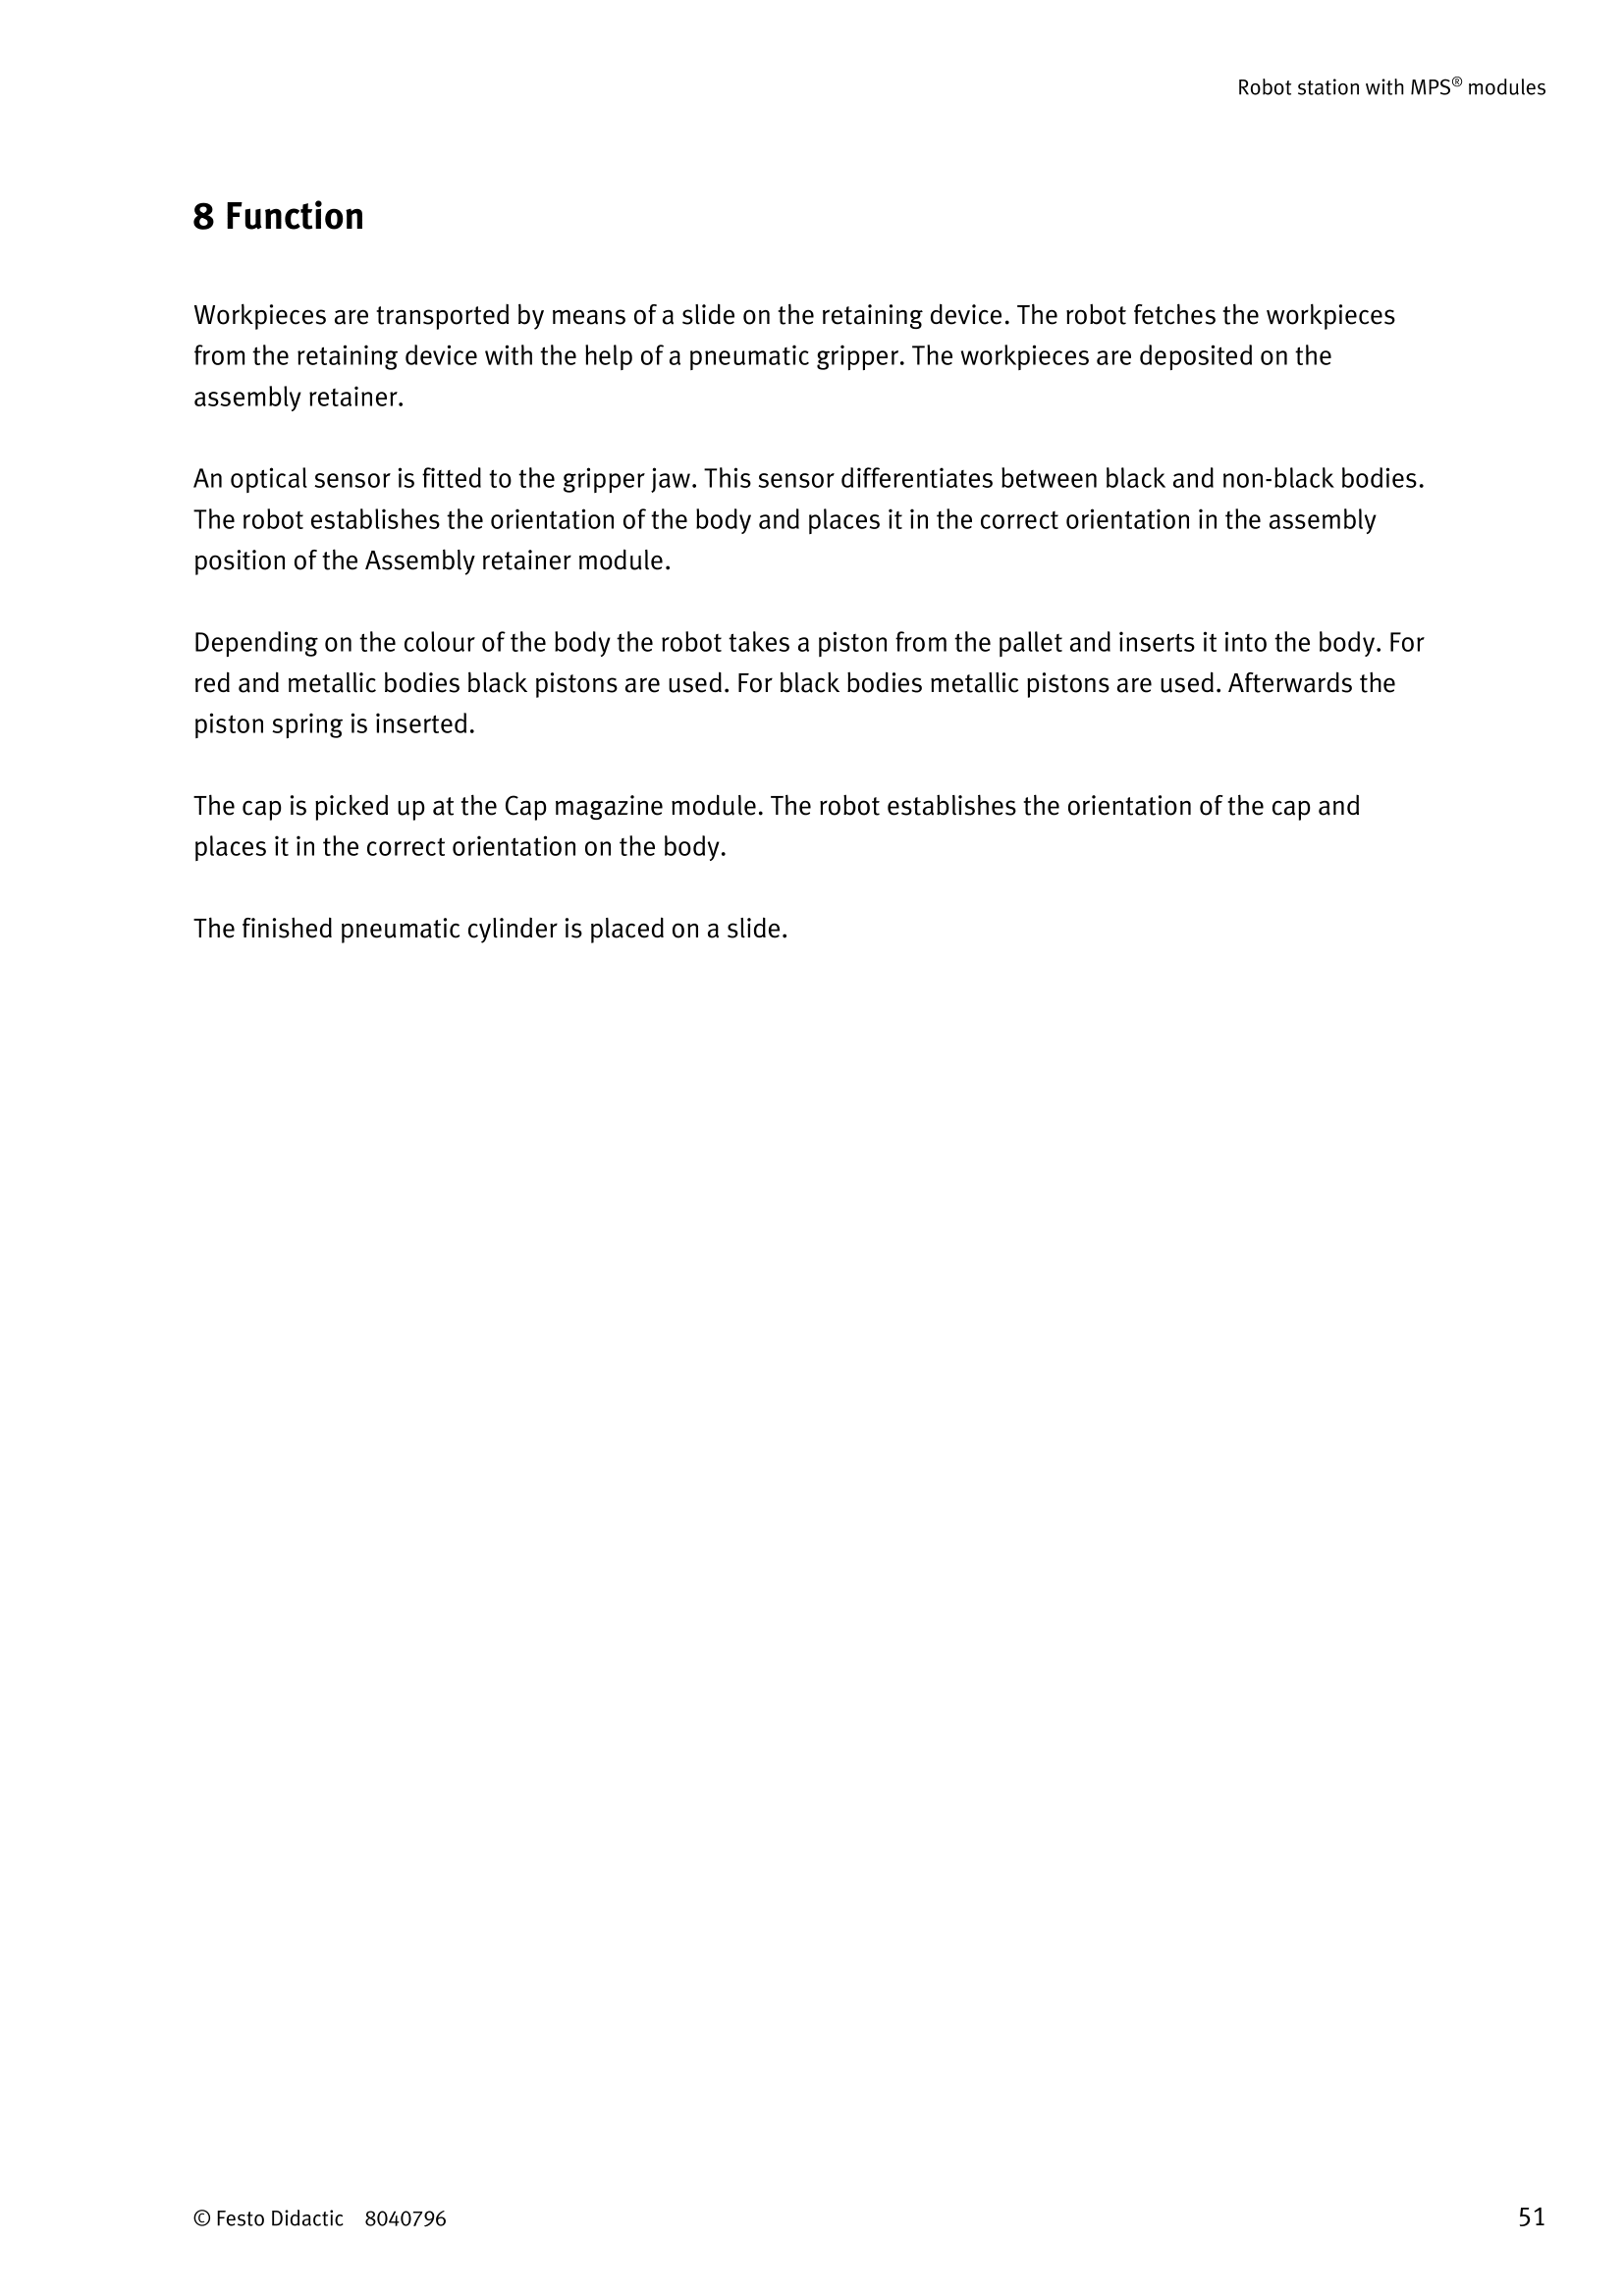 Robot station with MPS® modules
8 Function
Workpieces are transported by means of a slide on the retaining device. The robot fetches the workpieces
from the retaining device with the help of a pneumatic gripper. The workpieces are deposited on the
assembly retainer.
An optical sensor is fitted to the gripper jaw. This sensor differentiates between black and non-black bodies.
The robot establishes the orientation of the body and places it in the correct orientation in the assembly
position of the Assembly retainer module.
Depending on the colour of the body the robot takes a piston from the pallet and inserts it into the body. For
red and metallic bodies black pistons are used. For black bodies metallic pistons are used. Afterwards the
piston spring is inserted.
The cap is picked up at the Cap magazine module. The robot establishes the orientation of the cap and
places it in the correct orientation on the body.
The finished pneumatic cylinder is placed on a slide.
© Festo Didactic 8040796 51